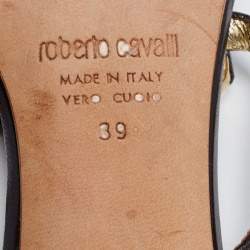 roberto cavalli
MADE IN ITALY
VERO CUOIO
39